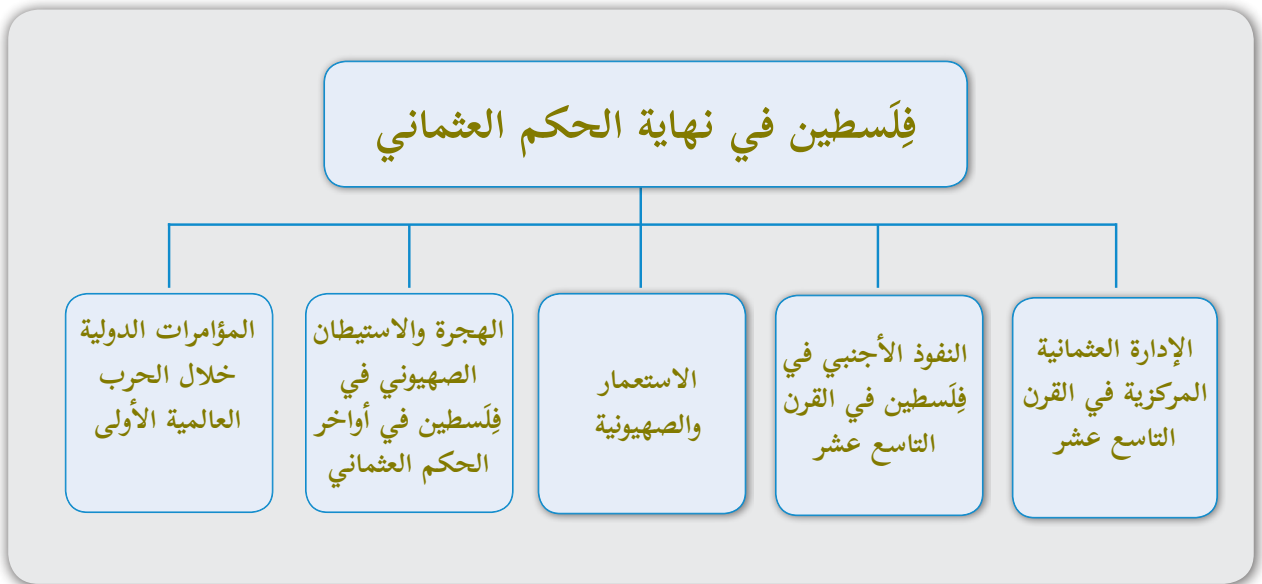 فِلَسطين في نهاية الحكم العثماني
الإدارة العثمانية
المركزية في القرن
التاسع عشر
النفوذ الأجنبي في
فِلَسطين في القرن
التاسع عشر
الاستعمار
والصهيونية
الهجرة والاستيطان
الصهيوني في
فِلَسطين في أواخر
الحكم العثماني
المؤامرات الدولية
خلال الحرب
العالمية الأولى